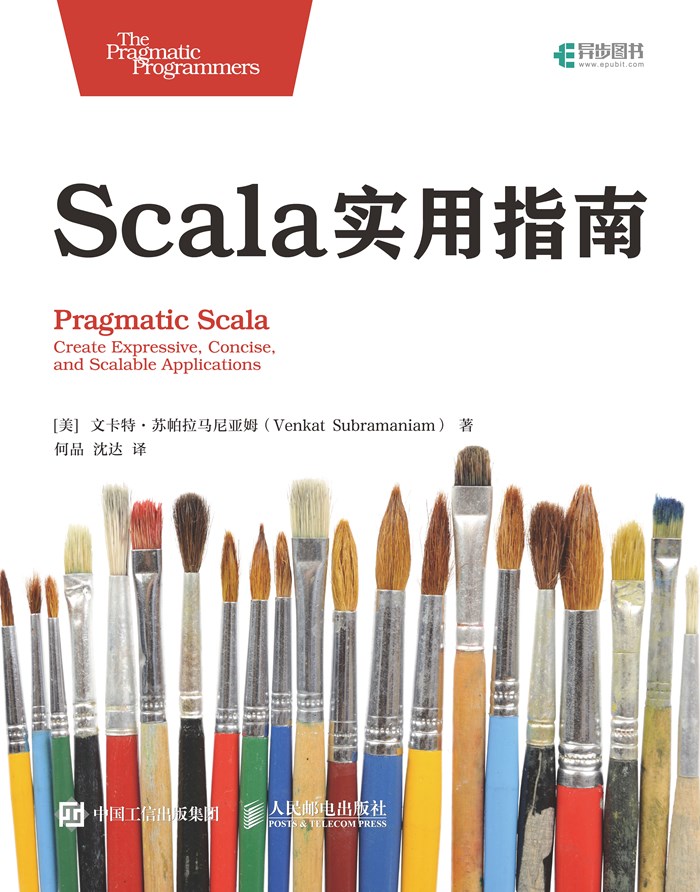 The
Pragmatic
Programmers
异步图书
www.epubit.com
Scala实用指南
Pragmatic Scala
Create Expressive, Concise,
and Scalable Applications
[美] 文卡特·苏帕拉马尼亚姆（Venkat Subramaniam） 著
何品 沈达 译
中国工信出版集团
人民邮电出版社
POSTS & TELECOM PRESS